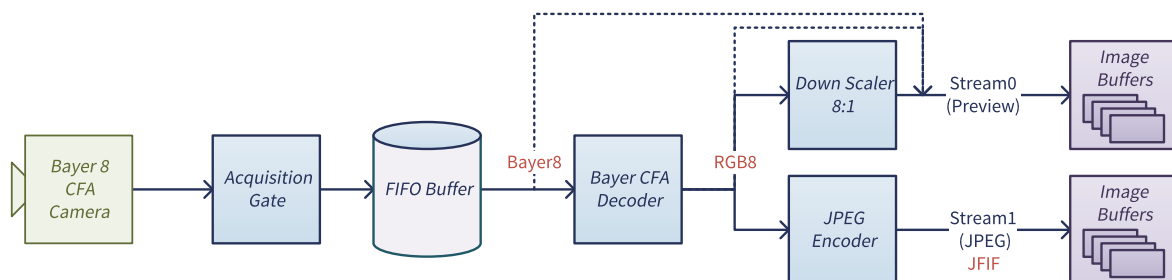 Bayer 8
CFA
Camera
Acquisition
Gate
FIFO Buffer
Bayer8
Bayer CFA
Decoder
RGB8
Down Scaler
8:1
Stream0
(Preview)
Image
Buffers
JPEG
Encoder
Stream1
(JPEG)
JFIF
Image
Buffers